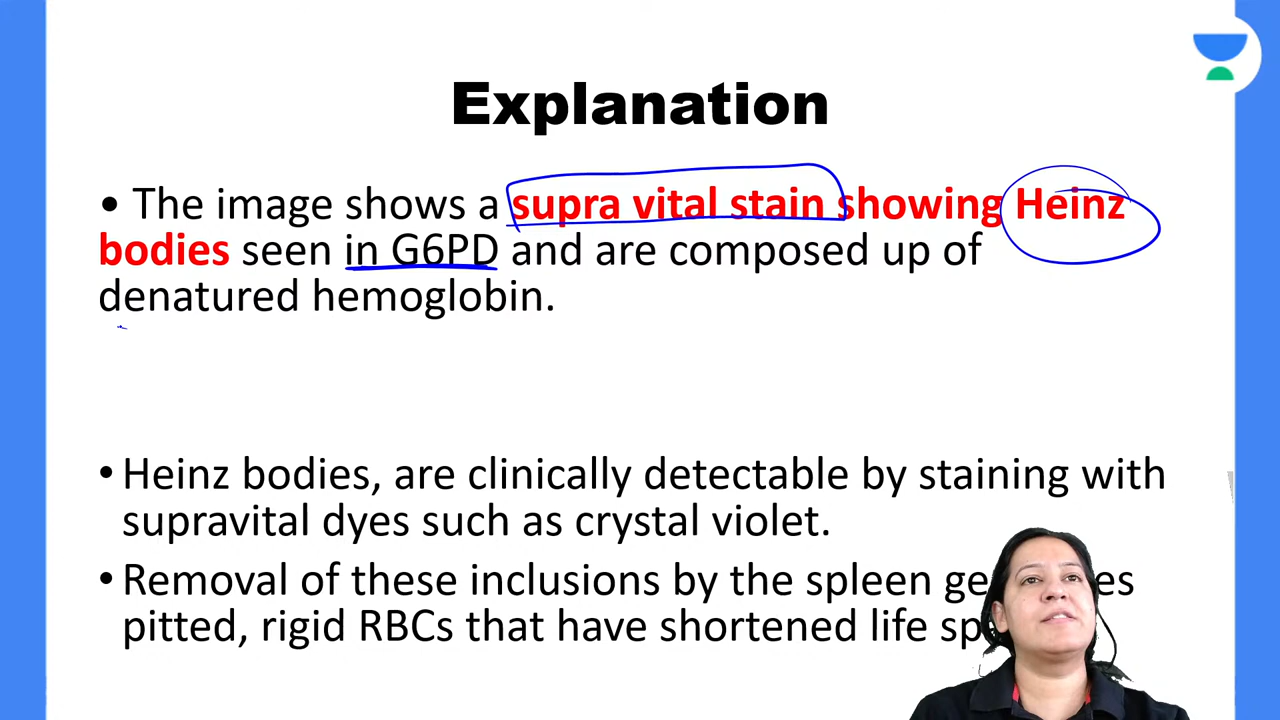 Explanation
• The image shows a supra vital stain showing Heinz
bodies seen in G6PD and are composed up of
denatured hemoglobin.
• Heinz bodies, are clinically detectable by staining with
supravital dyes such as crystal violet.
• Removal of these inclusions by the spleen
pitted, rigid RBCs that have shortened life